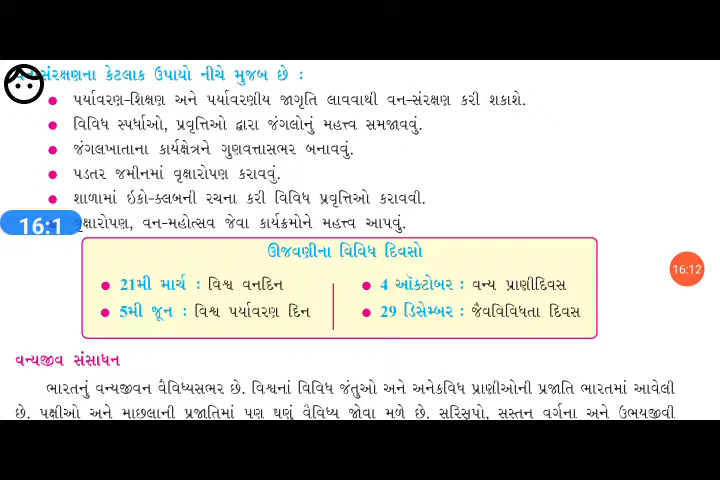 સંરક્ષણના કેટલાક ઉપાયો નીચે મુજબ છે :
• પર્યાવરણ-શિક્ષણ અને પર્યાવરણીય જાગૃતિ લાવવાથી વન-સંરક્ષણ કરી શકાશે.
• વિવિધ સ્પર્ધાઓ, પ્રવૃત્તિઓ દ્વારા જંગલોનું મહત્ત્વ સમજાવવું.
• જંગલખાતાના કાર્યક્ષેત્રને ગુણવત્તાસભર બનાવવું.
• પડતર જમીનમાં વૃક્ષારોપણ કરાવવું.
• શાળામાં ઇકો-ક્લબની રચના કરી વિવિધ પ્રવૃત્તિઓ કરાવવી.
16:1
વૃક્ષારોપણ, વન-મહોત્સવ જેવા કાર્યક્રમોને મહત્ત્વ આપવું.
ઊજવણીના વિવિધ દિવસો
• 21મી માર્ચ : વિશ્વ વનદિન
• 5મી જૂન : વિશ્વ પર્યાવરણ દિન
• 4 ઑક્ટોબર : વન્ય પ્રાણીદિવસ
• 29 ડિસેમ્બર : જૈવવિવિધતા દિવસ
16:12
વન્યજીવ સંસાધન
ભારતનું વન્યજીવન વૈવિધ્યસભર છે. વિશ્વનાં વિવિધ જંતુઓ અને અનેકવિધ પ્રાણીઓની પ્રજાતિ ભારતમાં આવેલી
છે. પક્ષીઓ અને માછલાની પ્રજાતિમાં પણ ઘણું વૈવિધ્ય જોવા મળે છે. સરિસૃપો, સસ્તન વર્ગના અને ઉભયજીવી